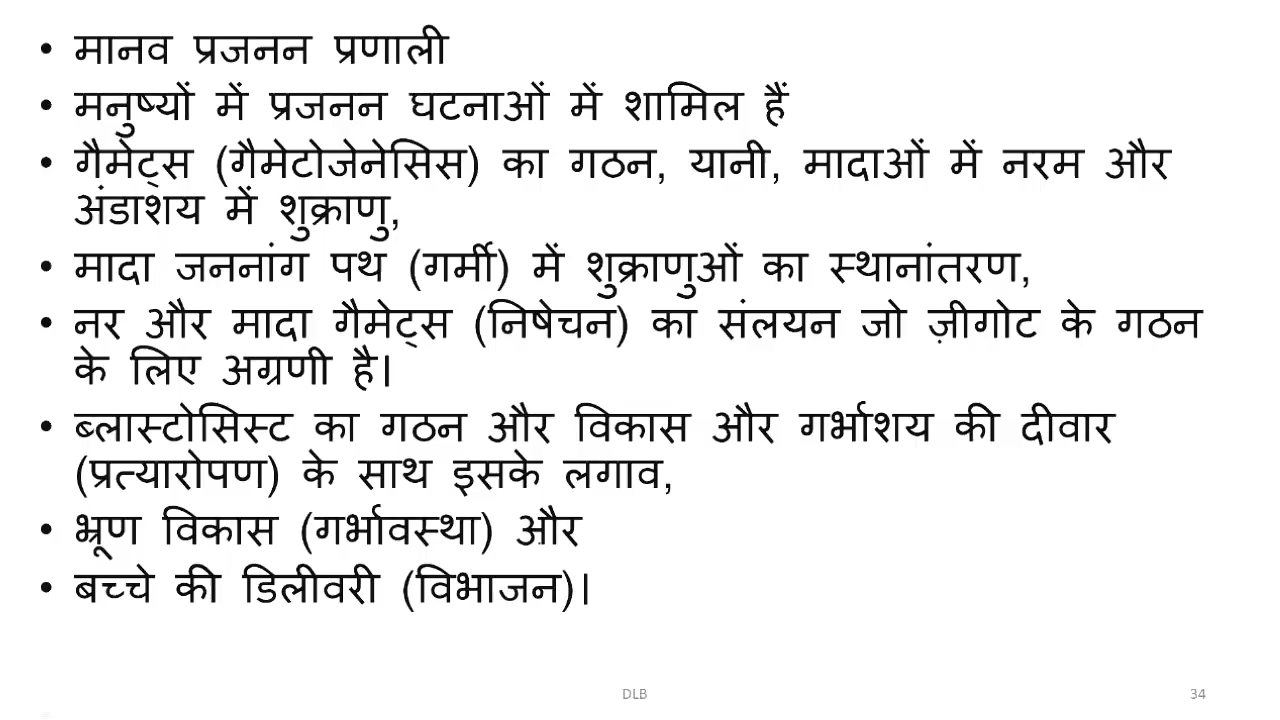 • मानव प्रजनन प्रणाली
• मनुष्यों में प्रजनन घटनाओं में शामिल हैं
• गैमेट्स (गैमेटोजेनेसिस) का गठन, यानी, मादाओं में नरम और
अंडाशय में शुक्राणु,
• मादा जननांग पथ (गर्मी) में शुक्राणुओं का स्थानांतरण,
• नर और मादा गैमेट्स (निषेचन) का संलयन जो ज़ीगोट के गठन
के लिए अग्रणी है।
• ब्लास्टोसिस्ट का गठन और विकास और गर्भाशय की दीवार
(प्रत्यारोपण) के साथ इसके लगाव,
• भ्रूण विकास (गर्भावस्था) और
• बच्चे की डिलीवरी (विभाजन)।
DLB
34